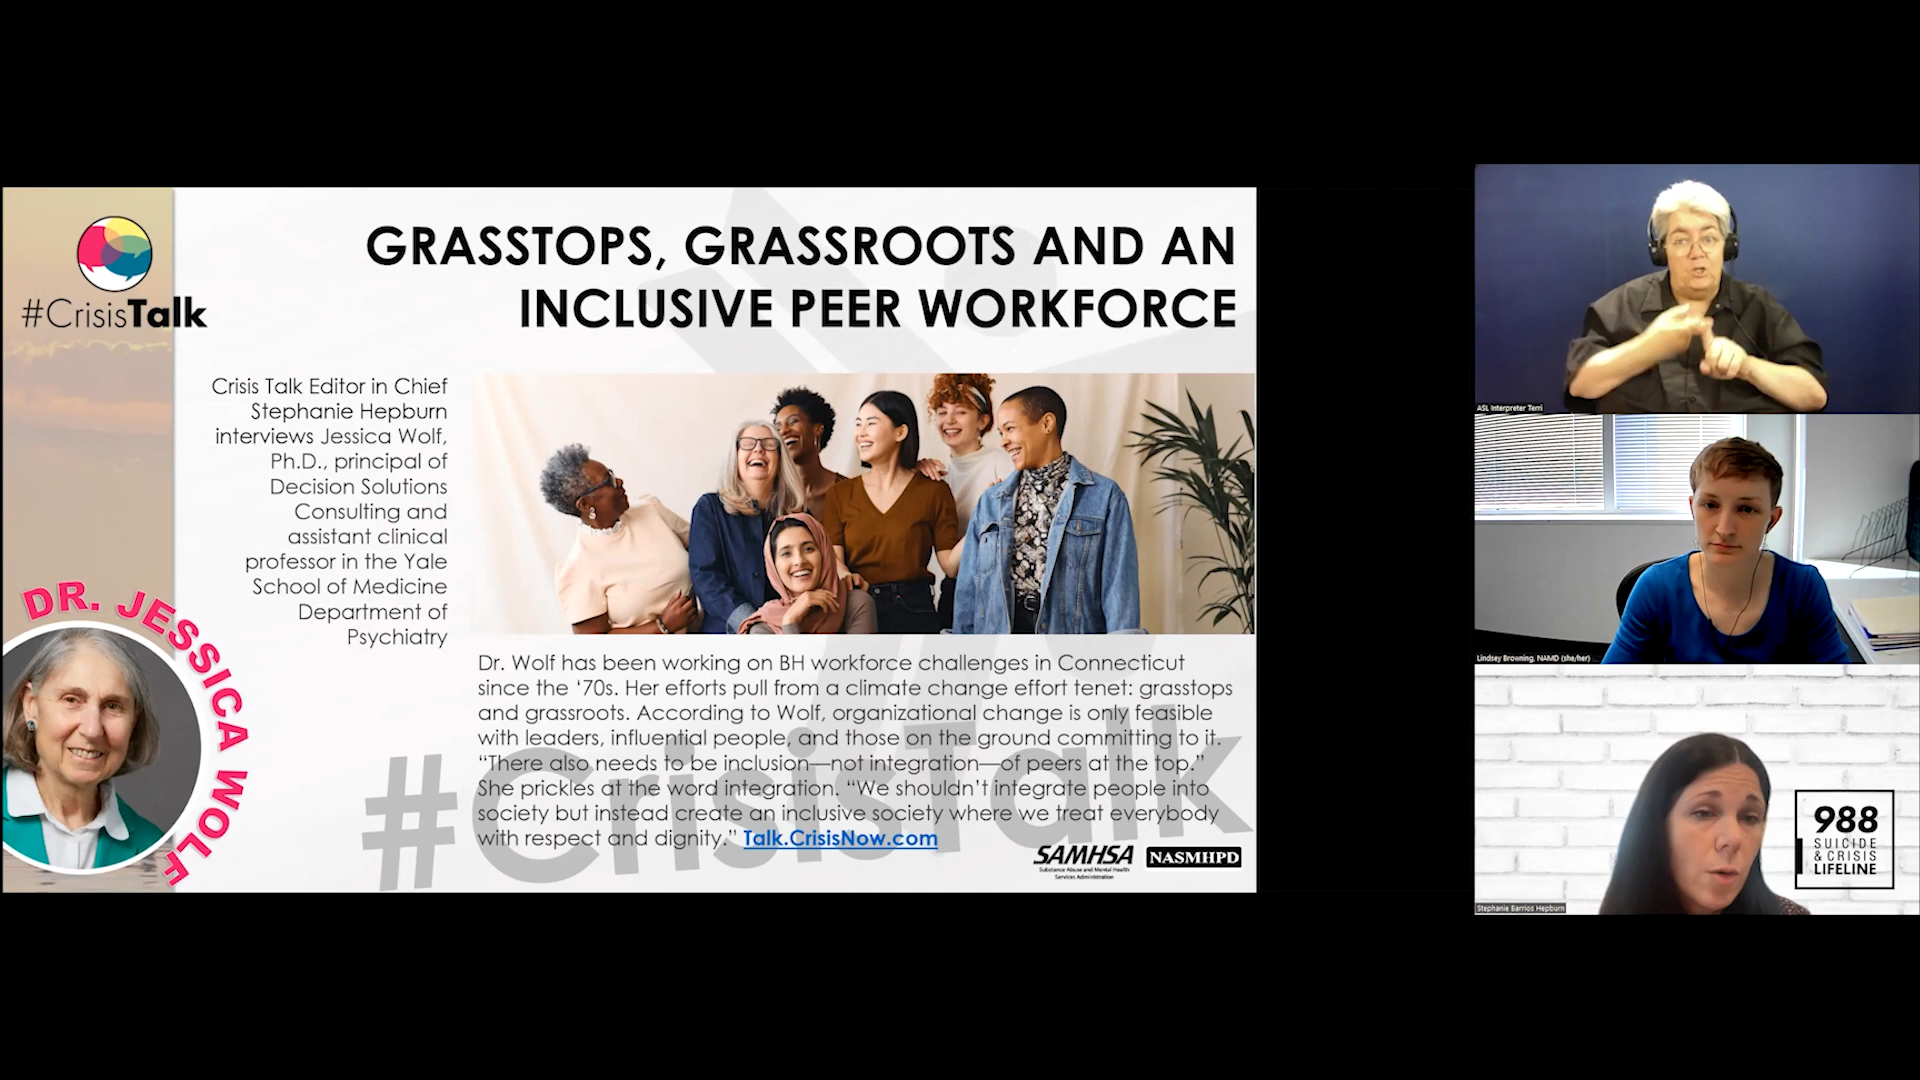 #CrisisTalk
GRASSTOPS, GRASSROOTS AND AN
INCLUSIVE PEER WORKFORCE
Crisis Talk Editor in Chief
Stephanie Hepburn
interviews Jessica Wolf,
Ph.D., principal of
Decision Solutions
Consulting and
assistant clinical
professor in the Yale
School of Medicine
Department of
Psychiatry
DR. JESSICA WOLF
Dr. Wolf has been working on BH workforce challenges in Connecticut
since the ‘70s. Her efforts pull from a climate change effort tenet: grasstops
and grassroots. According to Wolf, organizational change is only feasible
with leaders, influential people, and those on the ground committing to it.
“There also needs to be inclusion—not integration—of peers at the top.”
She prickles at the word integration. “We shouldn’t integrate people into
society but instead create an inclusive society where we treat everybody
with respect and dignity.” Talk.CrisisNow.com
#CrisisTalk
SAMHSA
Substance Abuse and Mental Health
Services Administration
NASMHPD
ASL Interpreter Terri
Lindsey Browning, NAMD (she/her)
988
SUICIDE
& CRISIS
LIFELINE
Stephanie Barrios Hepburn